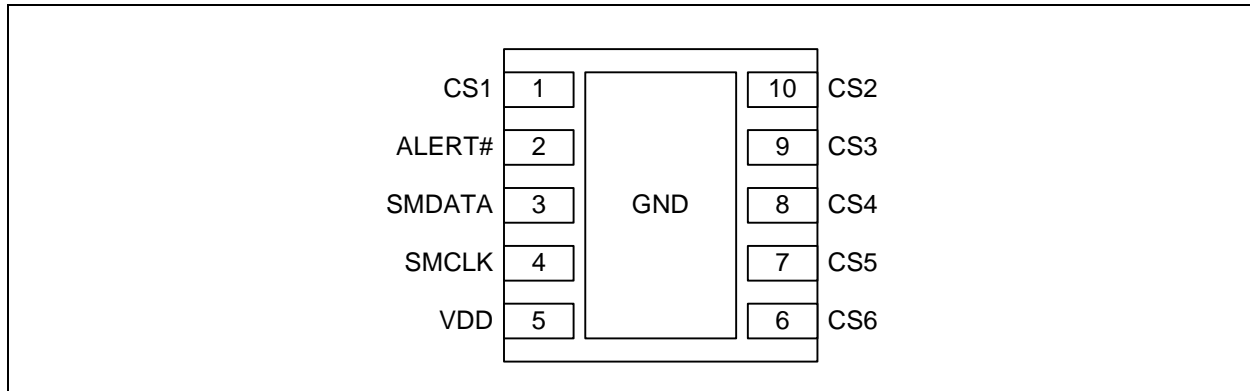 CS1 1 10 CS2
ALERT# 2 9 CS3
SMDATA 3 GND 8 CS4
SMCLK 4 7 CS5
VDD 5 6 CS6